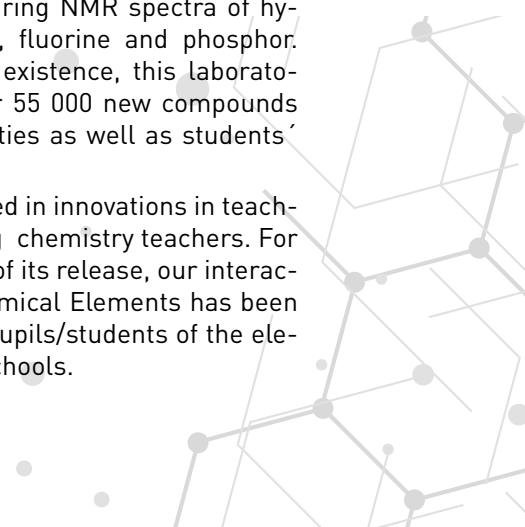 ring NMR spectra of hy-
, fluorine and phosphor.
existence, this laborato-
r 55 000 new compounds
ties as well as students´
ed in innovations in teach-
g chemistry teachers. For
of its release, our interac-
mical Elements has been
upils/students of the ele-
chools.